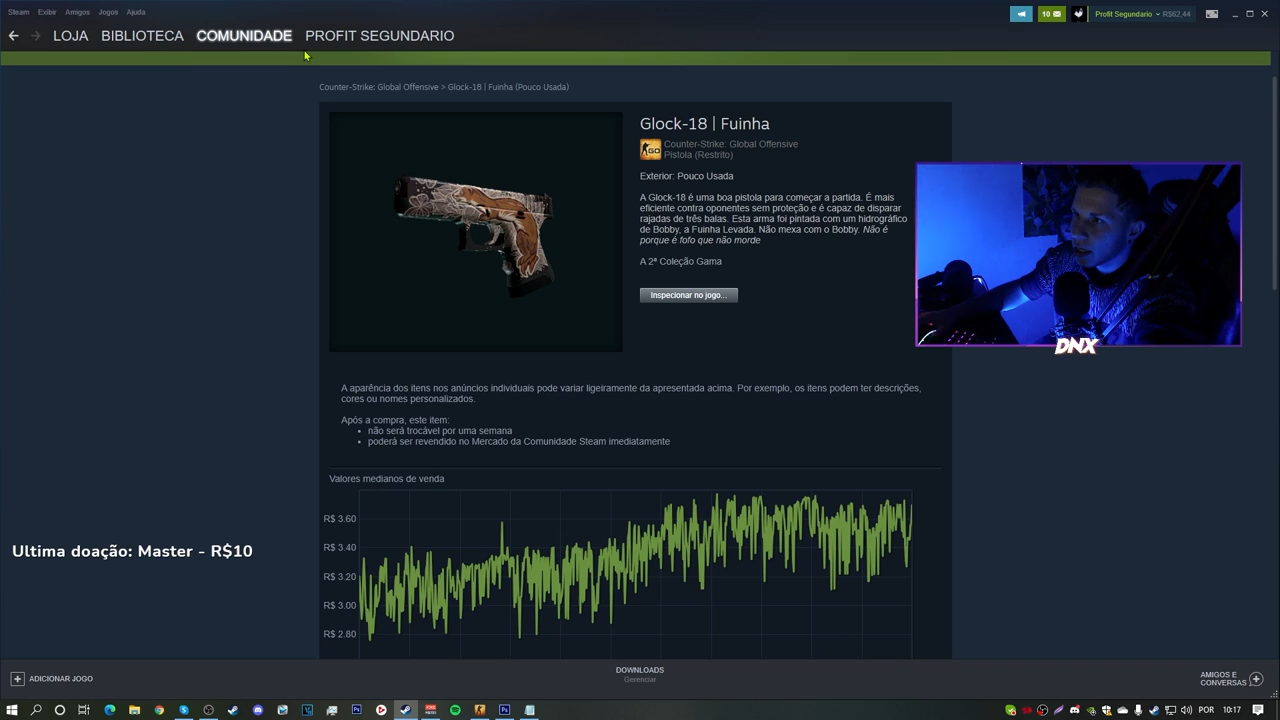 Steam Exibir Amigos Jogos Ajuda
10 Profit Segundario R$62,44
LOJA BIBLIOTECA COMUNIDADE PROFIT SEGUNDARIO
Counter-Strike: Global Offensive > Glock-18 | Fuinha (Pouco Usada)
Glock-18 | Fuinha
GO
Counter-Strike: Global Offensive
Pistola (Restrito)
Exterior: Pouco Usada
A Glock-18 é uma boa pistola para começar a partida. É mais
eficiente contra oponentes sem proteção e é capaz de disparar
rajadas de três balas. Esta arma foi pintada com um hidrográfico
de Bobby, a Fuinha Levada. Não mexa com o Bobby. Não é
porque é fofo que não morde
A 2ª Coleção Gama
Inspecionar no jogo...
DNX
A aparência dos itens nos anúncios individuais pode variar ligeiramente da apresentada acima. Por exemplo, os itens podem ter descrições,
cores ou nomes personalizados.
Após a compra, este item:
• não será trocável por uma semana
• poderá ser revendido no Mercado da Comunidade Steam imediatamente
Valores medianos de venda
R$ 3.60
R$ 3.40
R$ 3.20
R$ 3.00
R$ 2.80
Ultima doação: Master - R$10
ADICIONAR JOGO
DOWNLOADS
Gerenciar
AMIGOS E
CONVERSAS
POR 10:17